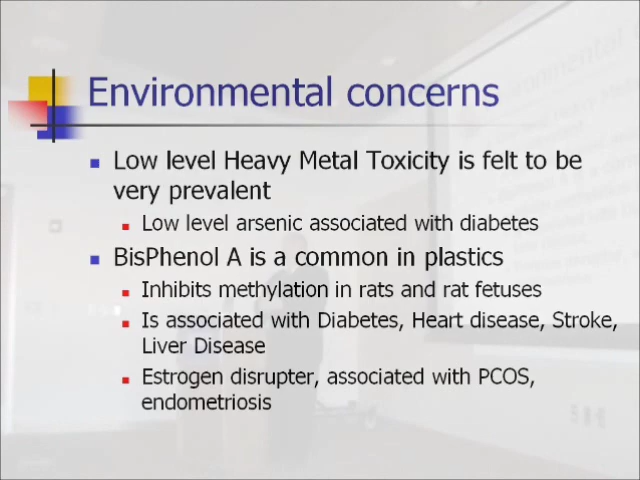 Environmental concerns
Low level Heavy Metal Toxicity is felt to be
very prevalent
Low level arsenic associated with diabetes
BisPhenol A is a common in plastics
Inhibits methylation in rats and rat fetuses
Is associated with Diabetes, Heart disease, Stroke,
Liver Disease
Estrogen disrupter, associated with PCOS,
endometriosis